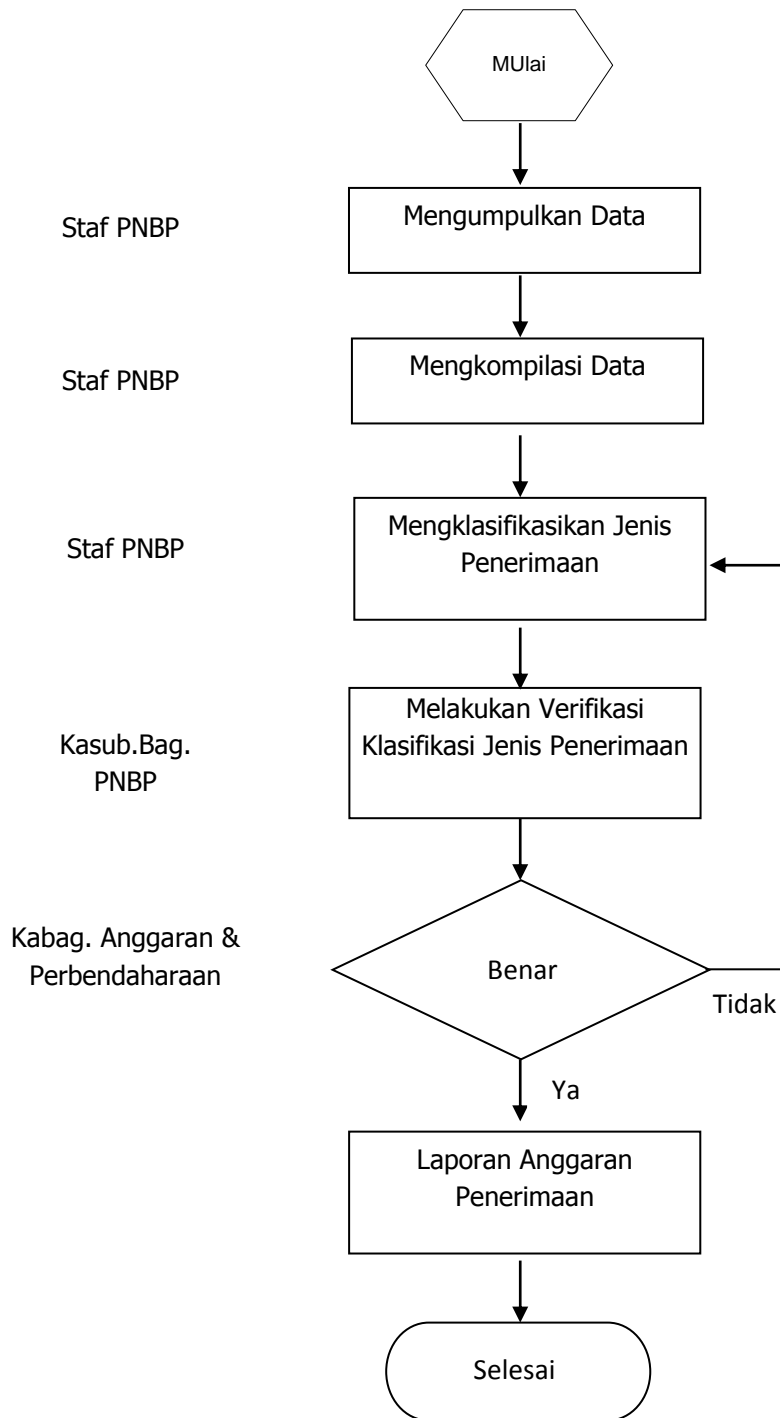 MUlai
Staf PNBP
Mengumpulkan Data
Staf PNBP
Mengkompilasi Data
Staf PNBP
Mengklasifikasikan Jenis
Penerimaan
Kasub.Bag.
PNBP
Melakukan Verifikasi
Klasifikasi Jenis Penerimaan
Kabag. Anggaran &
Perbendaharaan
Benar
Tidak
Ya
Laporan Anggaran
Penerimaan
Selesai